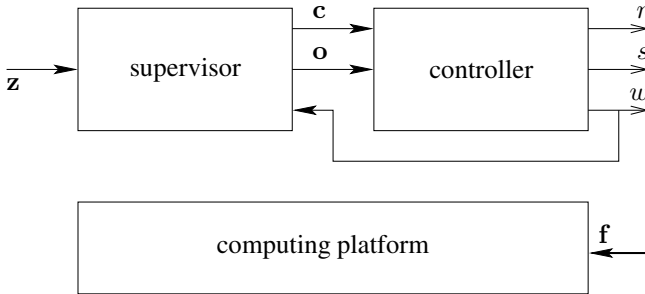 c
r
z
supervisor
o
controller
s
w
computing platform
f